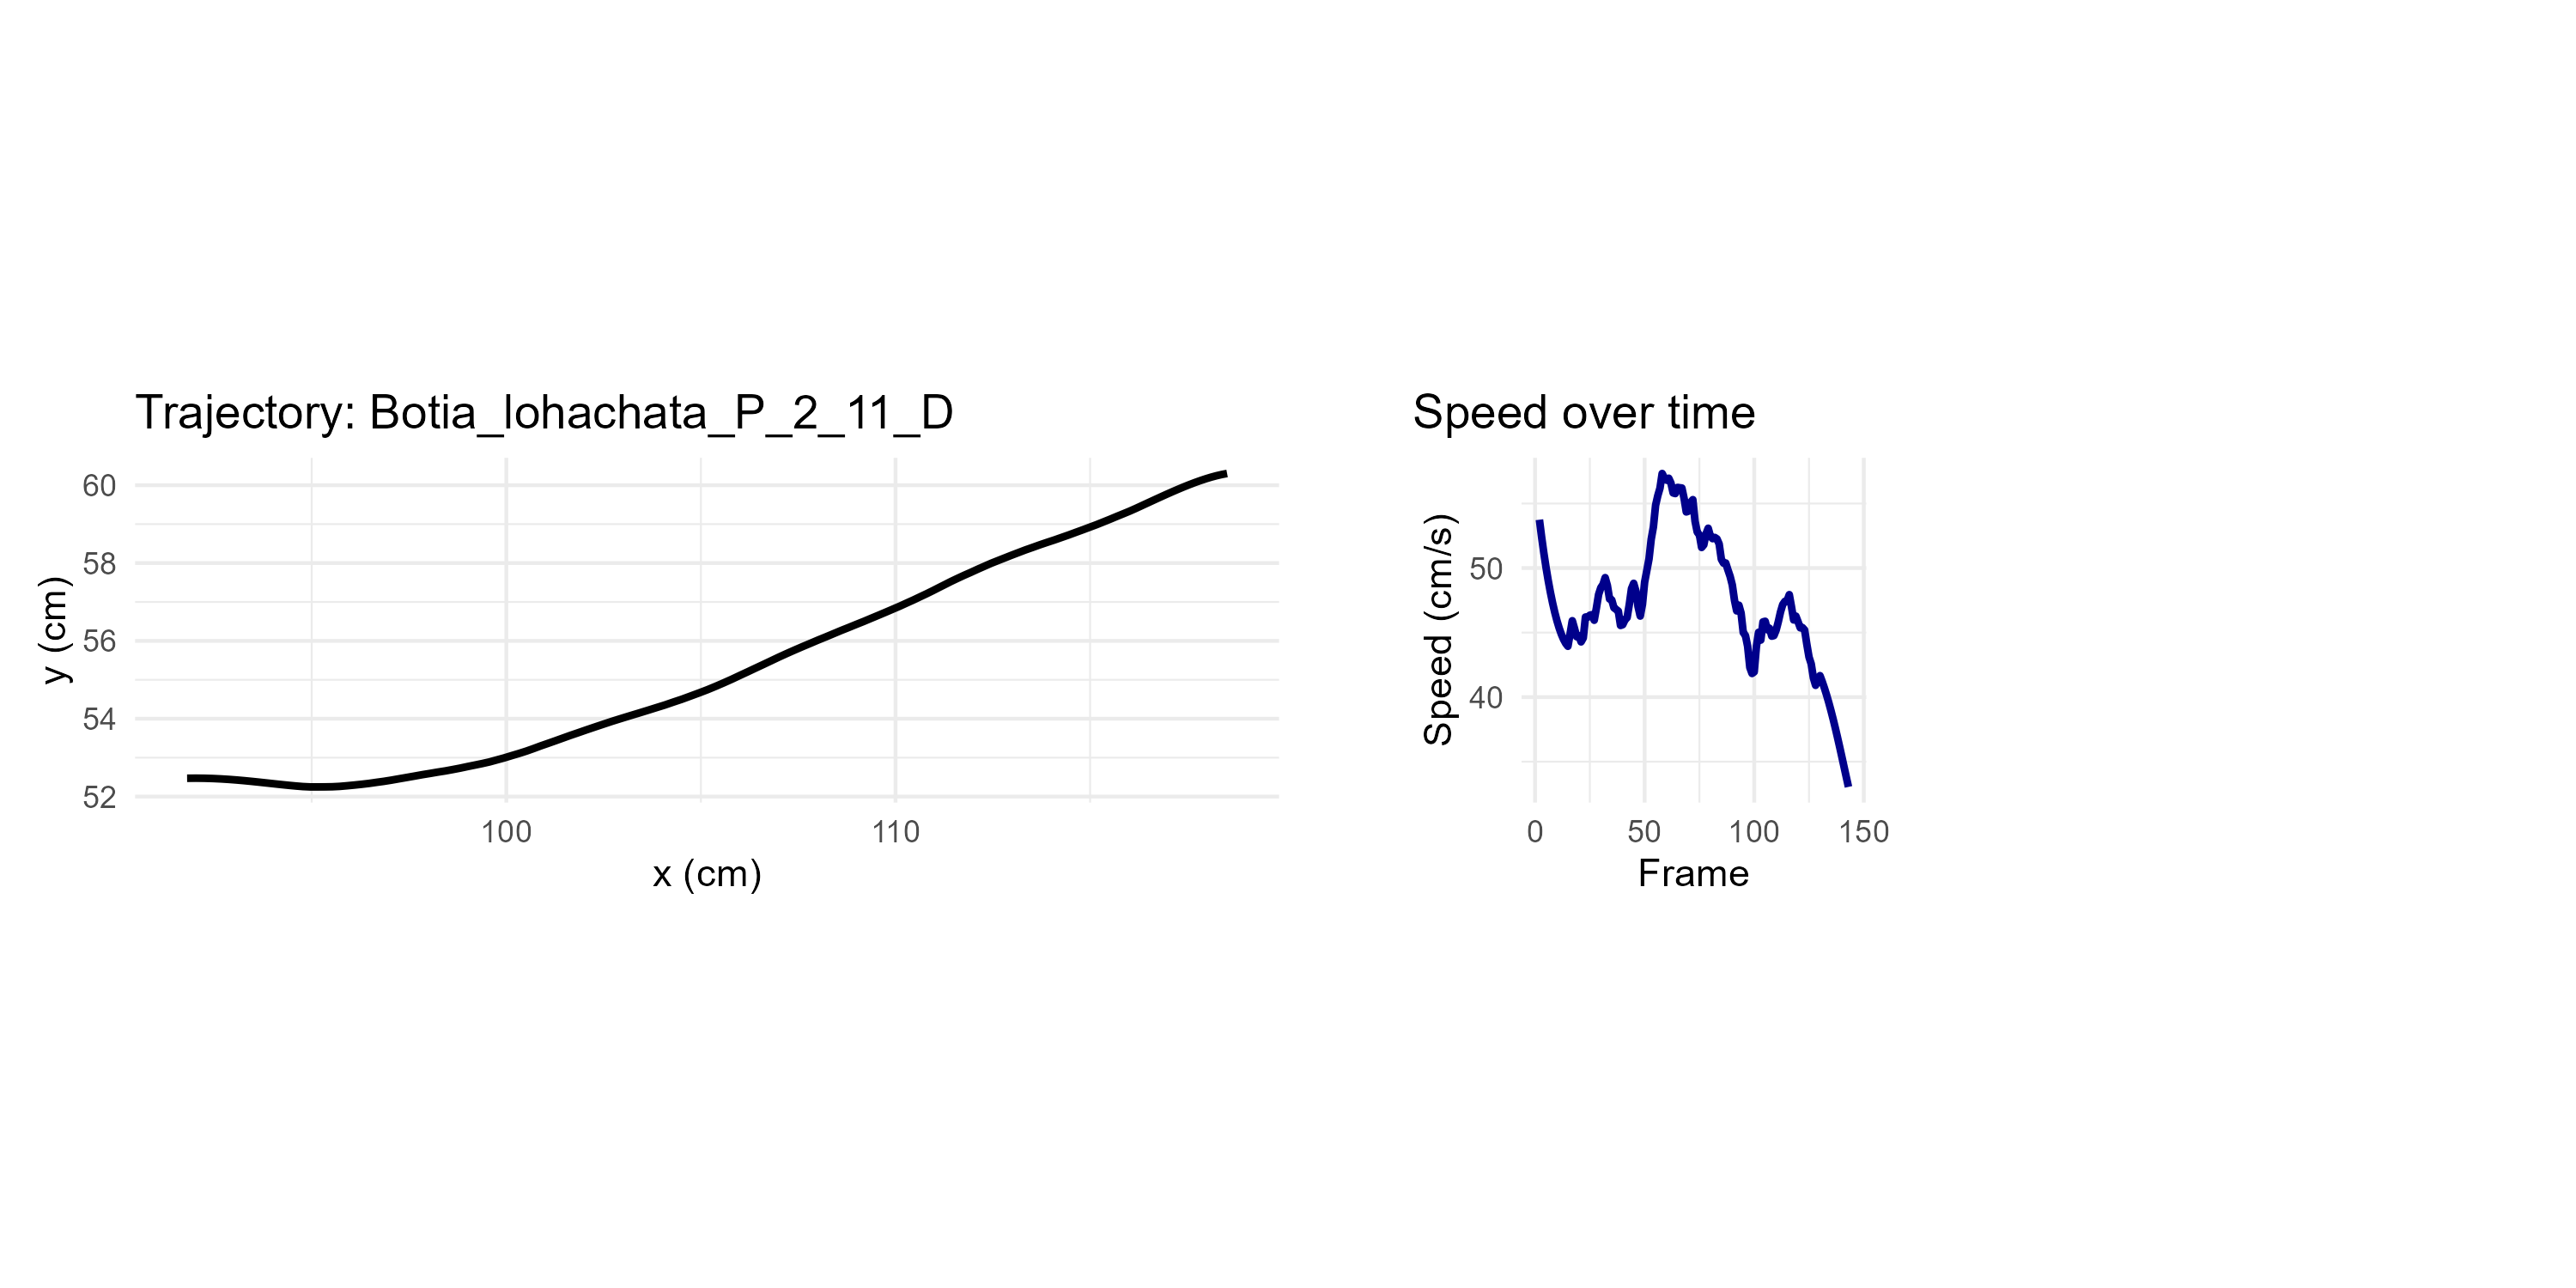 Trajectory: Botia_lohachata_P_2_11_D
60
58
56
54
52
y (cm)
100
110
x (cm)
Speed over time
50
40
Speed (cm/s)
0
50
100
150
Frame